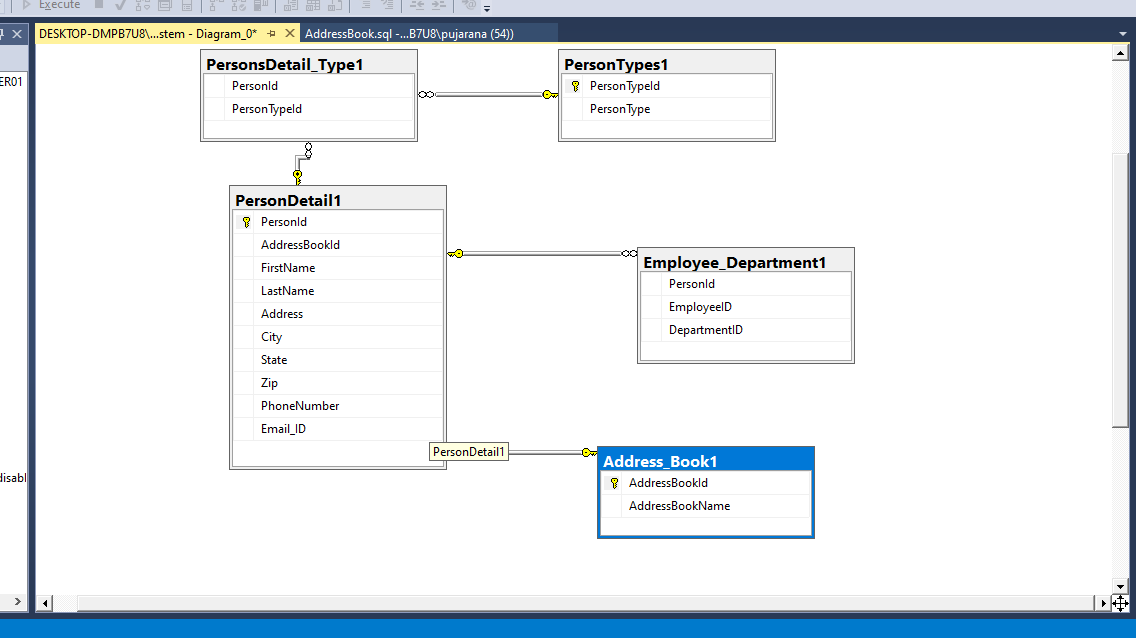 Execute
DESKTOP-DMPB7U8\...stem - Diagram_0*
AddressBook.sql -...B7U8\pujarana (54))
ER01
PersonsDetail_Type1
PersonId
PersonTypeId
PersonTypes1
PersonTypeId
PersonType
PersonDetail1
PersonId
AddressBookId
FirstName
LastName
Address
City
State
Zip
PhoneNumber
Email_ID
Employee_Department1
PersonId
EmployeeID
DepartmentID
PersonDetail1
Address_Book1
AddressBookId
AddressBookName
disabl